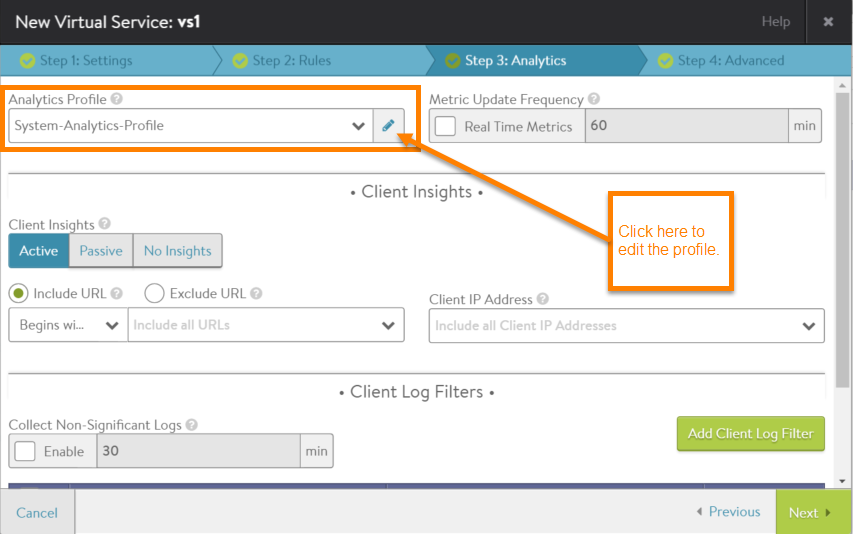 New Virtual Service: vs1
Help
Step 1: Settings
Step 2: Rules
Step 3: Analytics
Step 4: Advanced
Analytics Profile
Metric Update Frequency
System-Analytics-Profile
Real Time Metrics
60
min
• Client Insights •
Click here to
edit the profile.
Client Insights
Active
Passive
No Insights
Include URL
Exclude URL
Client IP Address
Begins wi...
Include all URLs
Include all Client IP Addresses
• Client Log Filters •
Collect Non-Significant Logs
Add Client Log Filter
Enable
30
min
Cancel
Previous
Next